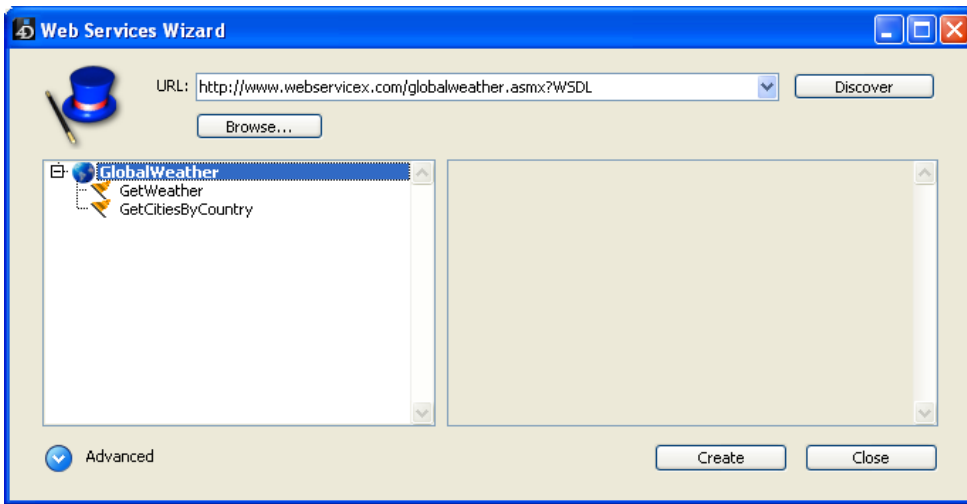 4D Web Services Wizard
URL: http://www.webservicex.com/globalweather.asmx?WSDL Discover
Browse...
GlobalWeather
GetWeather
GetCitiesByCountry
Advanced Create Close